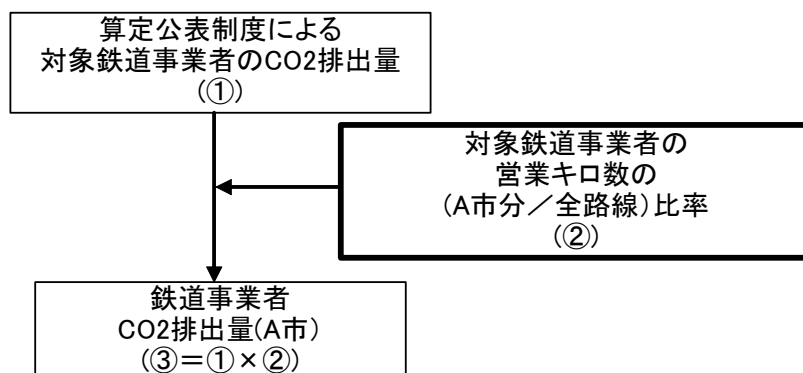 算定公表制度による
対象鉄道事業者のCO2排出量
(①)
対象鉄道事業者の
営業キロ数の
(A市分／全路線)比率
(②)
鉄道事業者
CO2排出量(A市)
(③＝①×②)